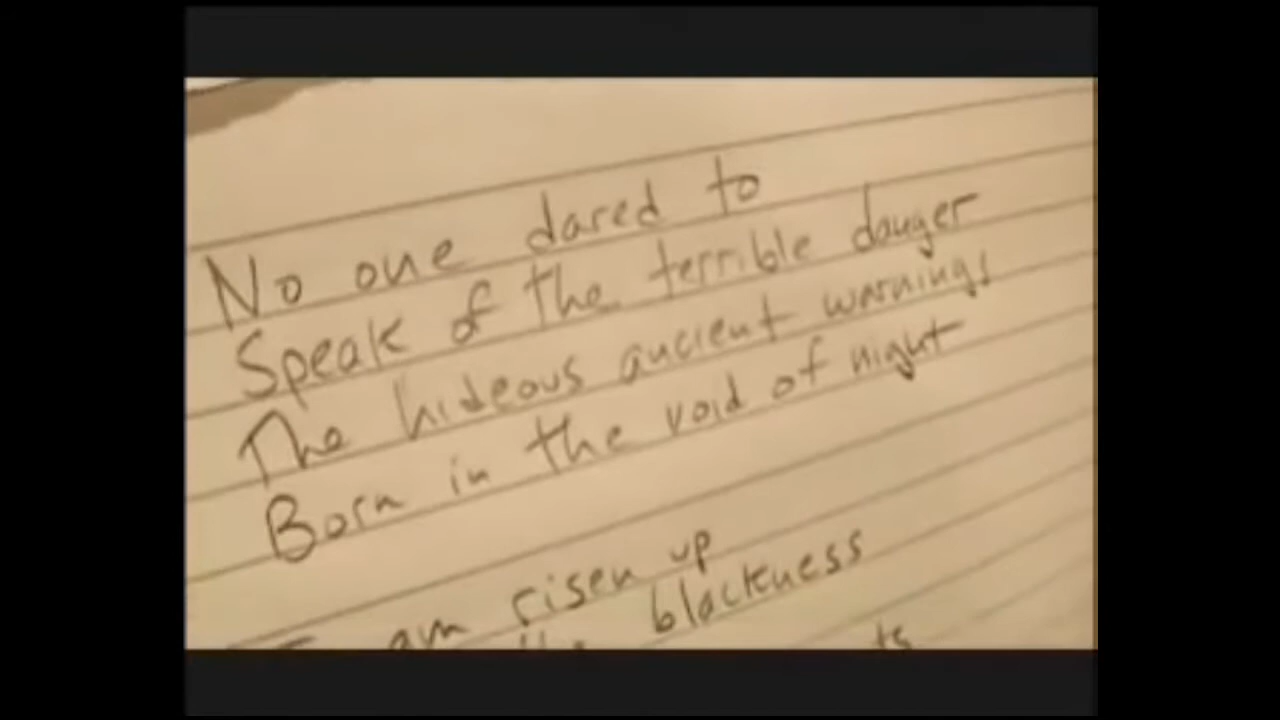 No one dared to
Speak of the terrible danger
The hideous ancient warnings
Born in the void of night
am risen up
blackness